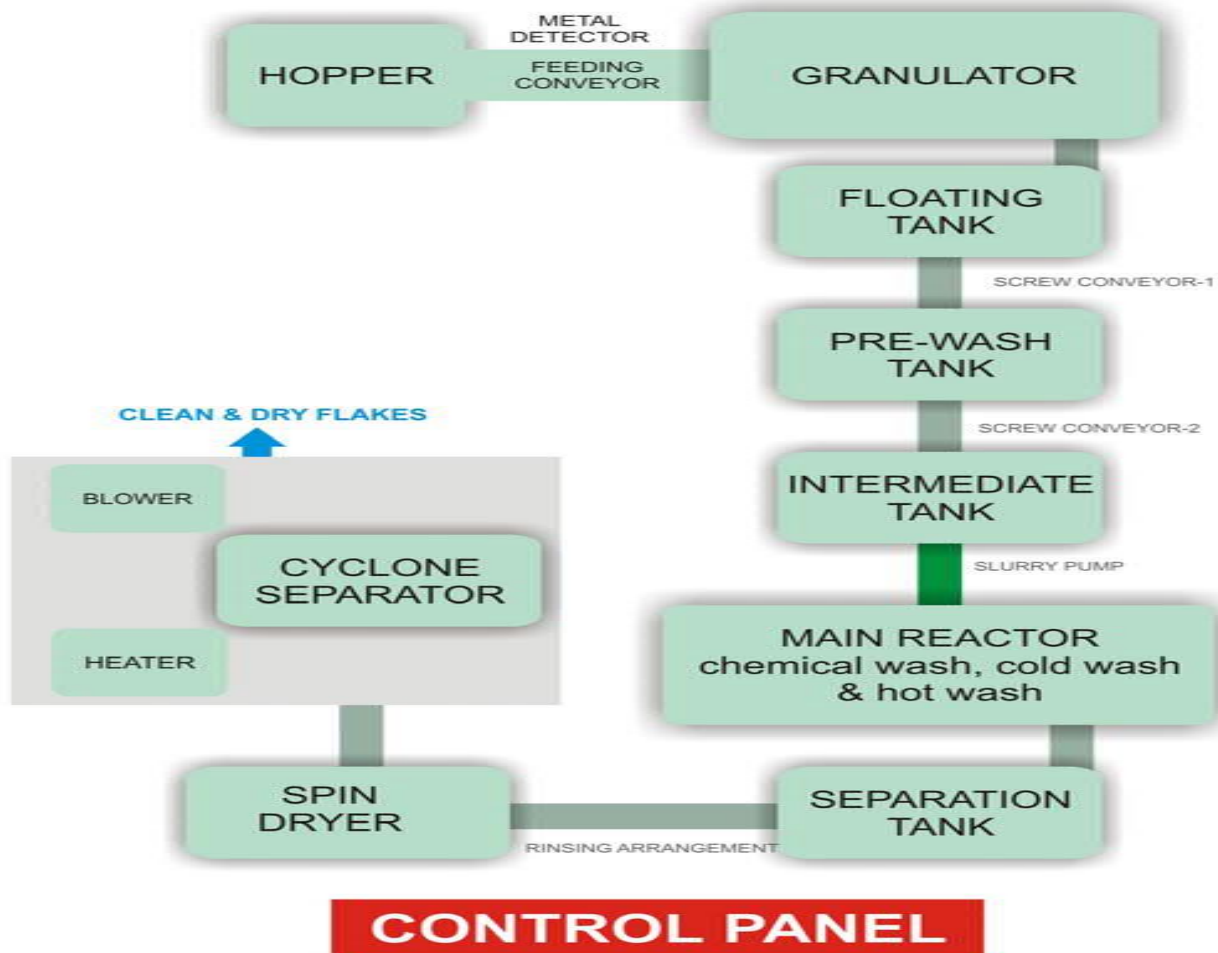 METAL
DETECTOR
HOPPER
FEEDING
CONVEYOR
GRANULATOR
FLOATING
TANK
SCREW CONVEYOR-1
PRE-WASH
TANK
SCREW CONVEYOR-2
INTERMEDIATE
TANK
SLURRY PUMP
MAIN REACTOR
chemical wash, cold wash
& hot wash
SEPARATION
TANK
RINSING ARRANGEMENT
SPIN
DRYER
CLEAN & DRY FLAKES
BLOWER
CYCLONE
SEPARATOR
HEATER
CONTROL PANEL